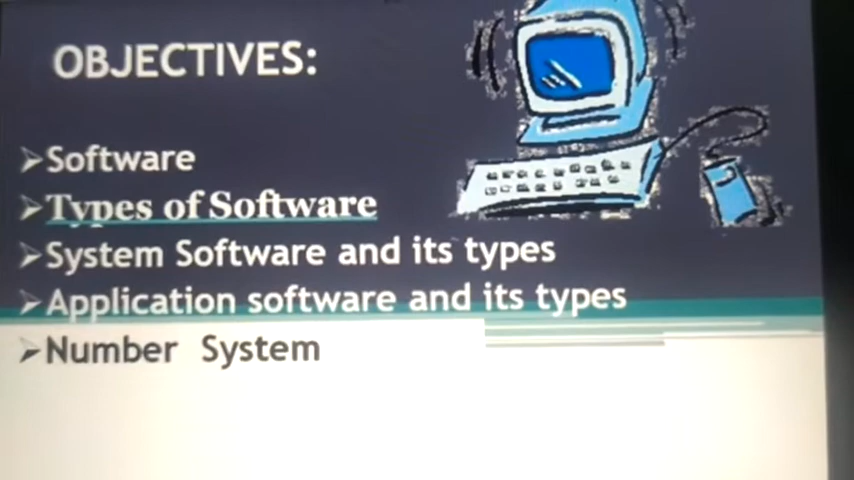 OBJECTIVES:
➢Software
➢Types of Software
➢System Software and its types
➢Application software and its types
➢Number System